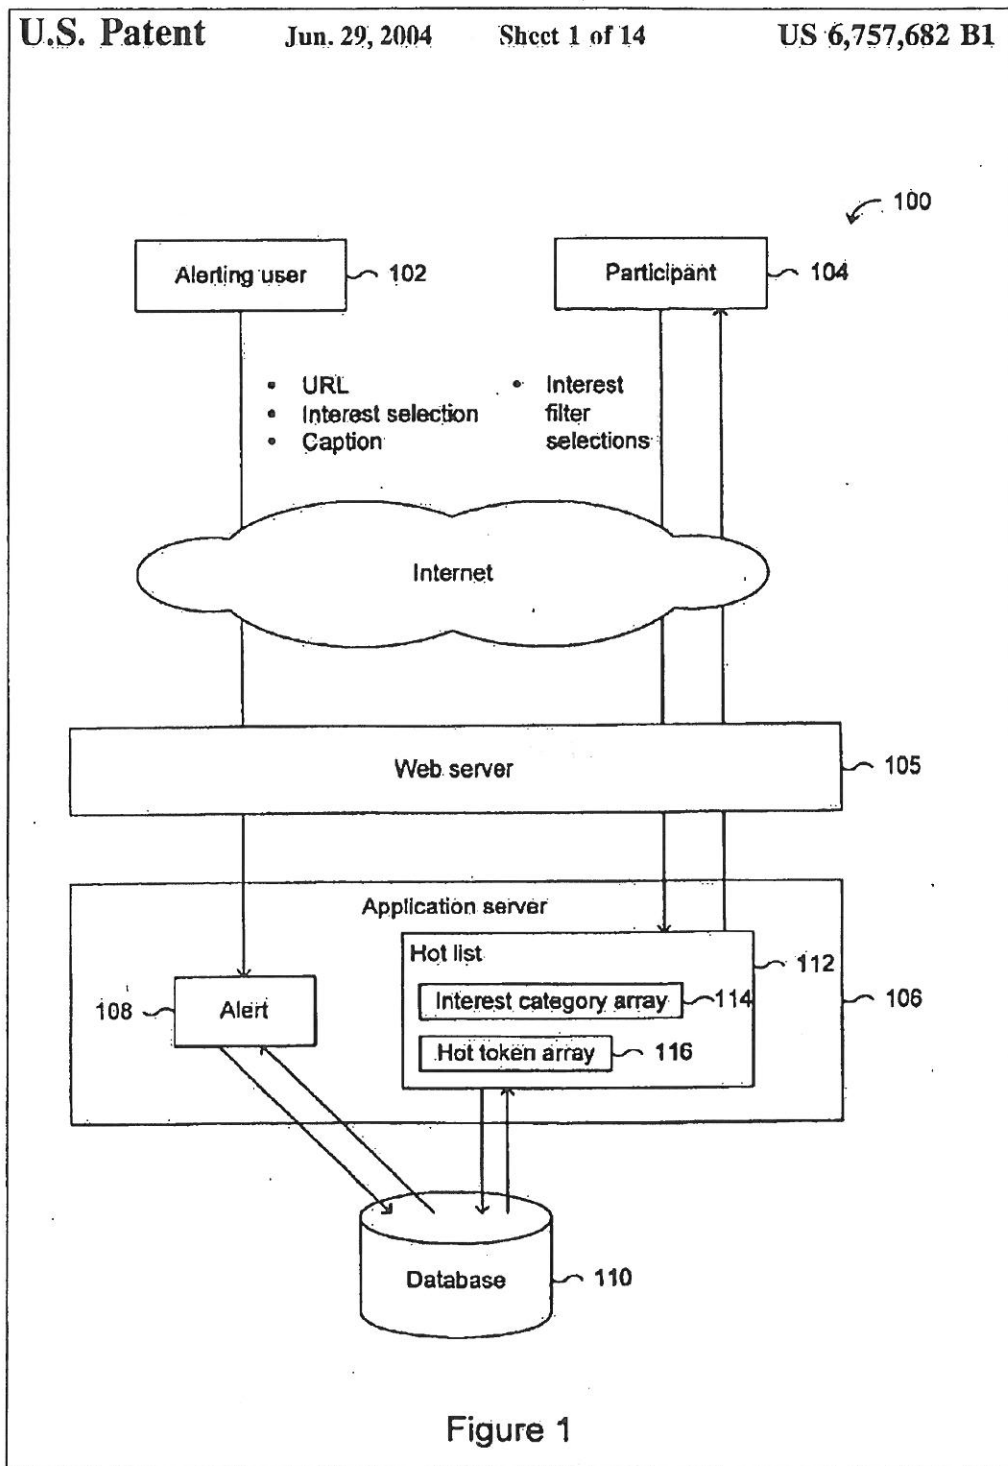 U.S. Patent Jun. 29, 2004 Sheet 1 of 14 US 6,757,682 B1
100
Alerting user 102
Participant 104
• URL
• Interest selection
• Caption
• Interest
filter
selections
Internet
Web server 105
Application server
Hot list 112
Interest category array 114
Hot token array 116
106
108 Alert
Database 110
Figure 1